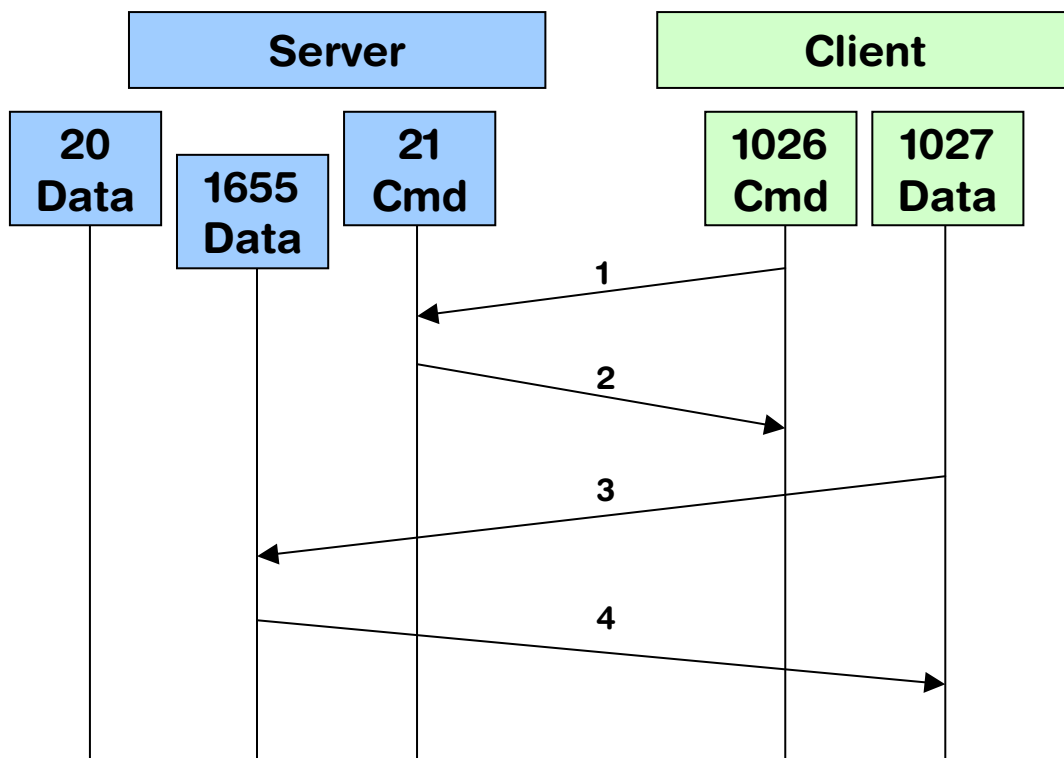 Server
Client
20
Data
1655
Data
21
Cmd
1026
Cmd
1027
Data
1
2
3
4